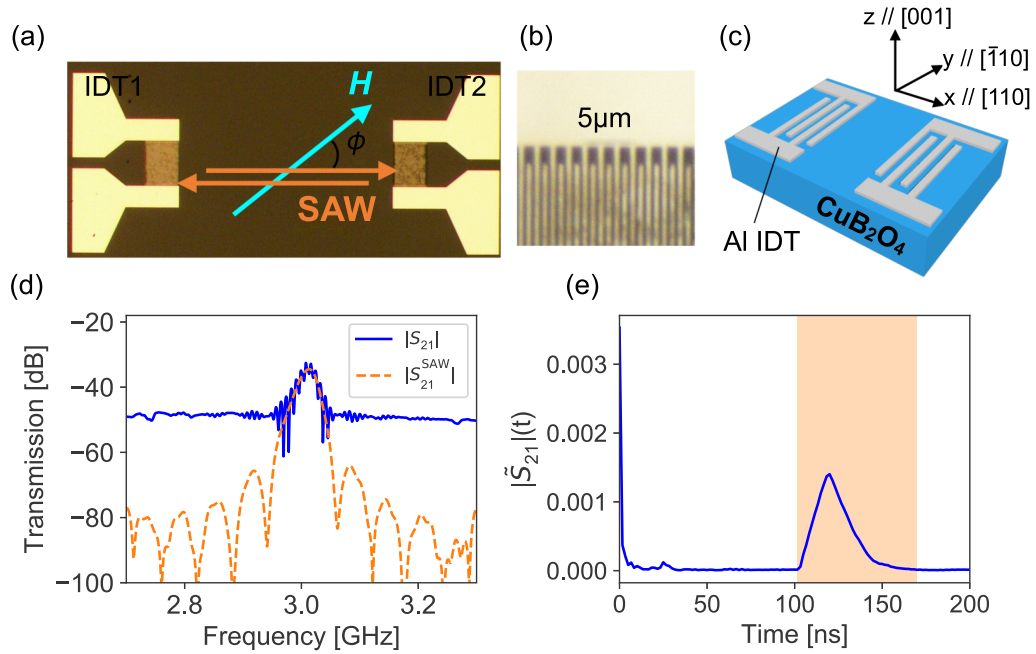 (a)
IDT1
H
IDT2
ϕ
SAW
(b)
5μm
(c)
z // [001]
y // [1̄10]
x // [110]
Al IDT
CuB₂O₄
(d)
−20
−40
−60
−80
−100
Transmission [dB]
|S₂₁|
|S₂₁^SAW|
2.8
3.0
3.2
Frequency [GHz]
(e)
0.003
0.002
0.001
0.000
|S̃₂₁|(t)
0
50
100
150
200
Time [ns]